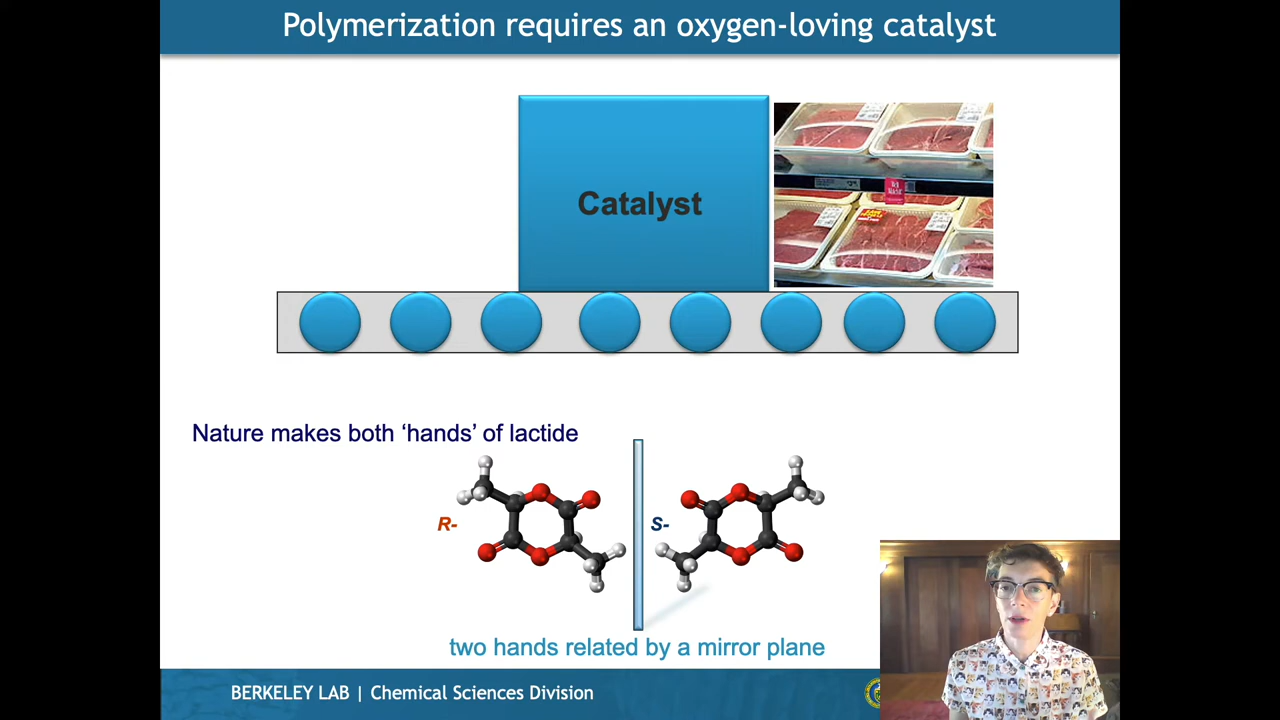 Polymerization requires an oxygen-loving catalyst
Catalyst
Nature makes both ‘hands’ of lactide
R-
S-
two hands related by a mirror plane
BERKELEY LAB | Chemical Sciences Division